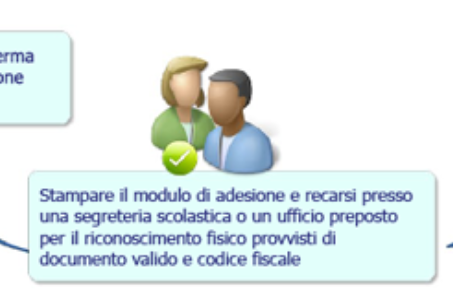 erma
one
Stampare il modulo di adesione e recarsi presso
una segreteria scolastica o un ufficio preposto
per il riconoscimento fisico provvisti di
documento valido e codice fiscale